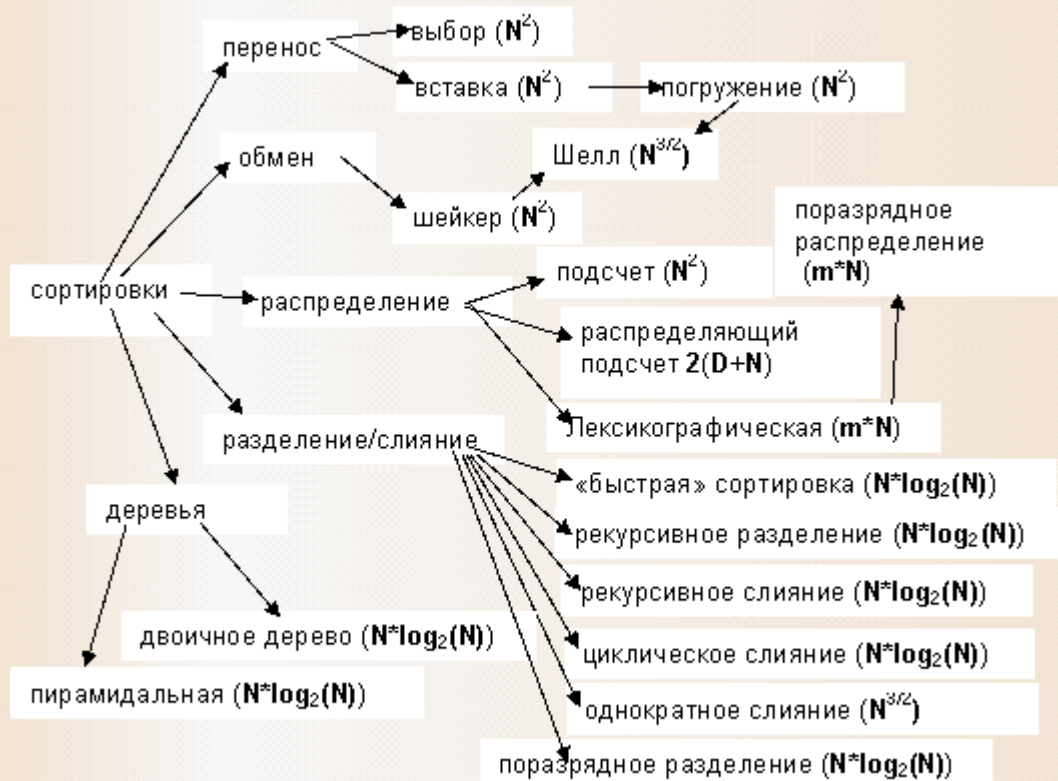 перенос
выбор (N²)
вставка (N²)
погружение (N²)
обмен
Шелл (N³/²)
шейкер (N²)
поразрядное
распределение
(m*N)
сортировки
распределение
подсчет (N²)
распределяющий
подсчет 2(D+N)
Лексикографическая (m*N)
разделение/слияние
«быстрая» сортировка (N*log₂(N))
рекурсивное разделение (N*log₂(N))
рекурсивное слияние (N*log₂(N))
циклическое слияние (N*log₂(N))
однократное слияние (N³/²)
поразрядное разделение (N*log₂(N))
деревья
двоичное дерево (N*log₂(N))
пирамидальная (N*log₂(N))